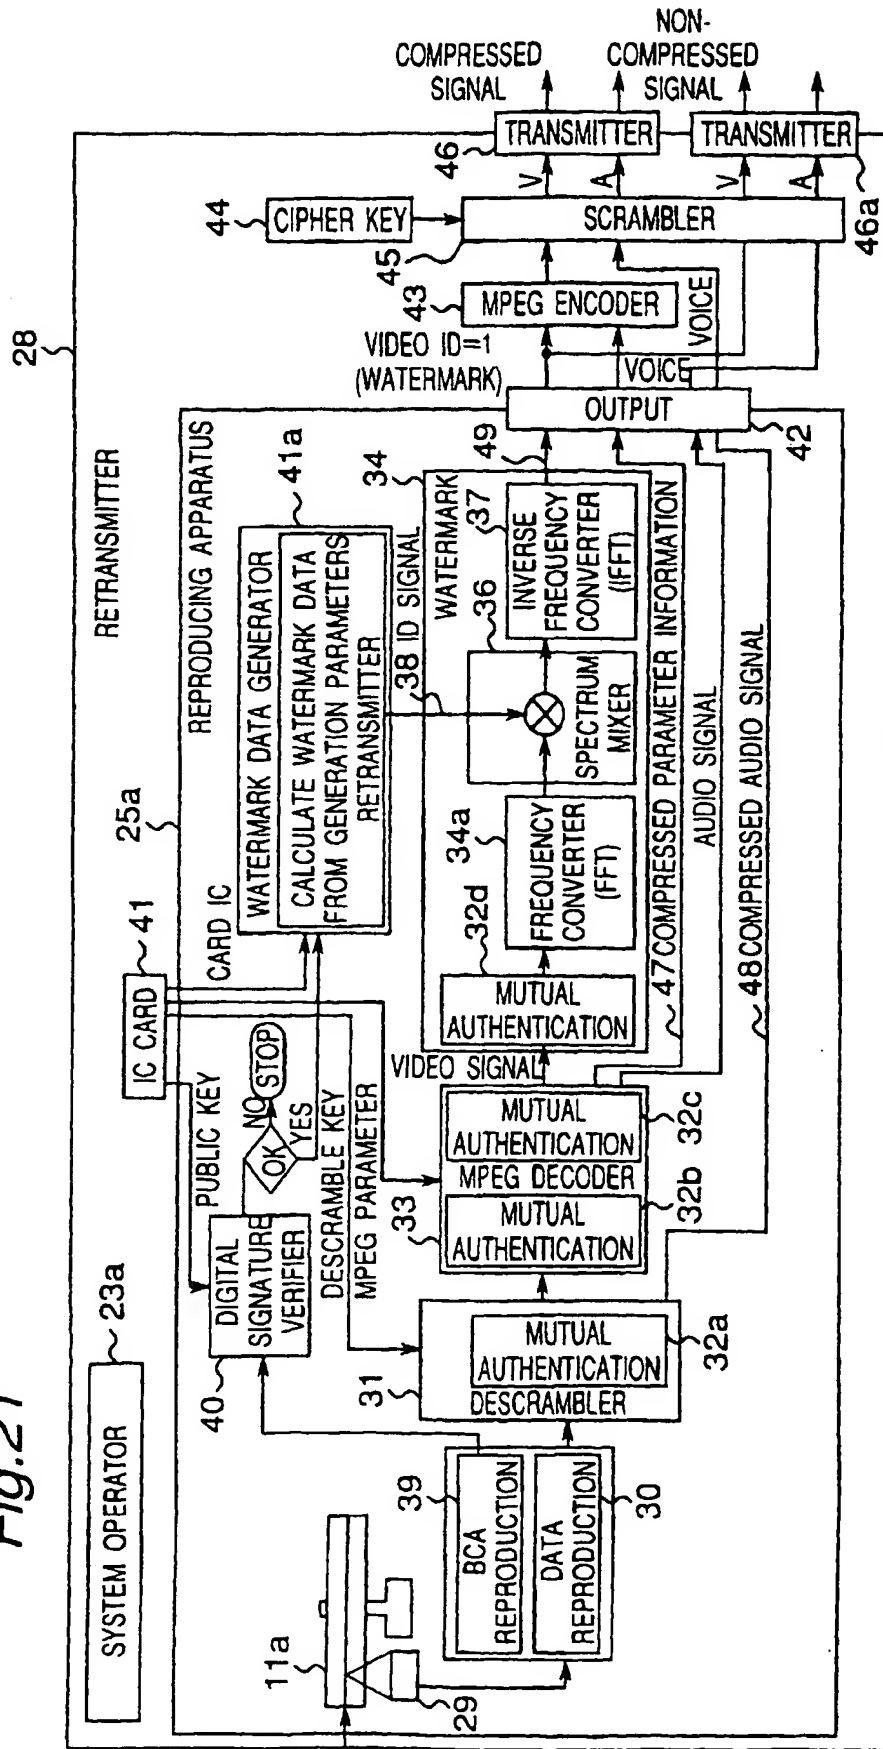 Fig.21
28
RETRANSMITTER
SYSTEM OPERATOR
23a
25a
REPRODUCING APPARATUS
IC CARD
41
PUBLIC KEY
CARD IC
DIGITAL
SIGNATURE
VERIFIER
40
OK
NO
STOP
YES
DESCRAMBLE KEY
MPEG PARAMETER
WATERMARK DATA GENERATOR
41a
CALCULATE WATERMARK DATA
FROM GENERATION PARAMETERS
RETRANSMITTER
38
ID SIGNAL
11a
29
39
BCA
REPRODUCTION
DATA
REPRODUCTION
30
31
MUTUAL
AUTHENTICATION
DESCRAMBLER
32a
33
MUTUAL
AUTHENTICATION
32b
MPEG DECODER
MUTUAL
AUTHENTICATION
32c
VIDEO SIGNAL
34
WATERMARK
32d
MUTUAL
AUTHENTICATION
34a
FREQUENCY
CONVERTER
(FFT)
36
SPECTRUM
MIXER
37
INVERSE
FREQUENCY
CONVERTER
(IFFT)
49
47 COMPRESSED PARAMETER INFORMATION
AUDIO SIGNAL
48 COMPRESSED AUDIO SIGNAL
OUTPUT
42
VIDEO ID=1
(WATERMARK)
VOICE
VOICE
43
MPEG ENCODER
44
CIPHER KEY
45
SCRAMBLER
V
A
V
A
46
TRANSMITTER
TRANSMITTER
46a
COMPRESSED
SIGNAL
NON-
COMPRESSED
SIGNAL